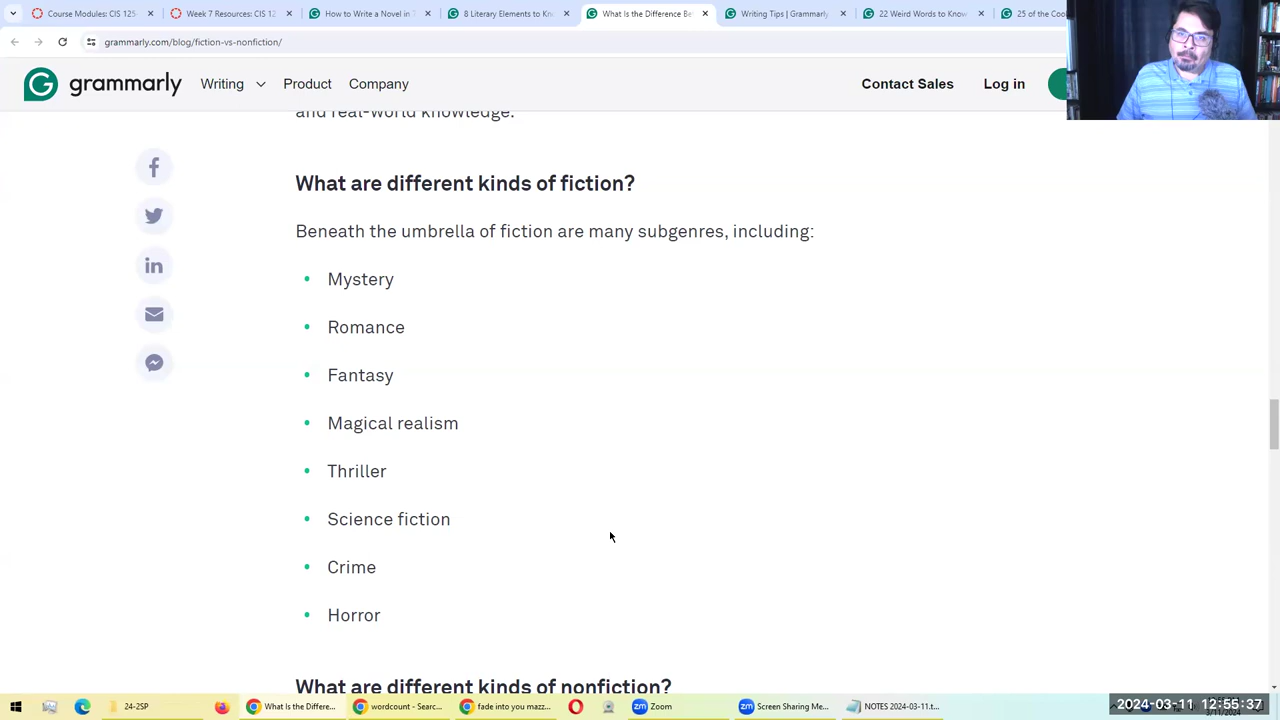 Course Modules: CIS 125-
Week 7 Resources: CIS 12
How to Write a Novel in 7
8 Literary Elements to Kn
What Is the Difference Be
Writing Tips | Grammarly
22 Weird Words to Know
25 of the Coo
grammarly.com/blog/fiction-vs-nonfiction/
grammarly
Writing
Product
Company
Contact Sales
Log in
and real-world knowledge.
What are different kinds of fiction?
Beneath the umbrella of fiction are many subgenres, including:
• Mystery
• Romance
• Fantasy
• Magical realism
• Thriller
• Science fiction
• Crime
• Horror
What are different kinds of nonfiction?
24-SP
What Is the Differe...
wordcount - Searc...
fade into you mazz...
Zoom
Screen Sharing Me...
NOTES 2024-03-11.t...
2024-03-11 12:55:37